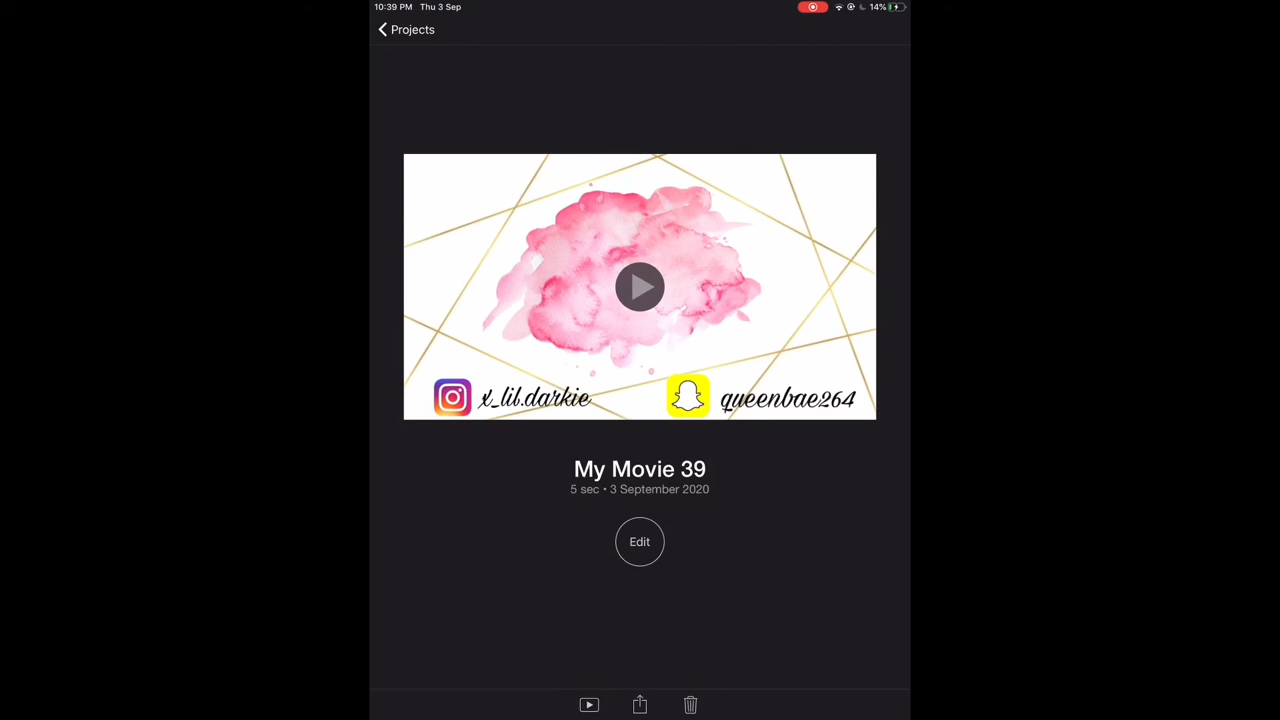 10:39 PM Thu 3 Sep 14%
Projects
x_lil.darkie queenbae264
My Movie 39
5 sec • 3 September 2020
Edit